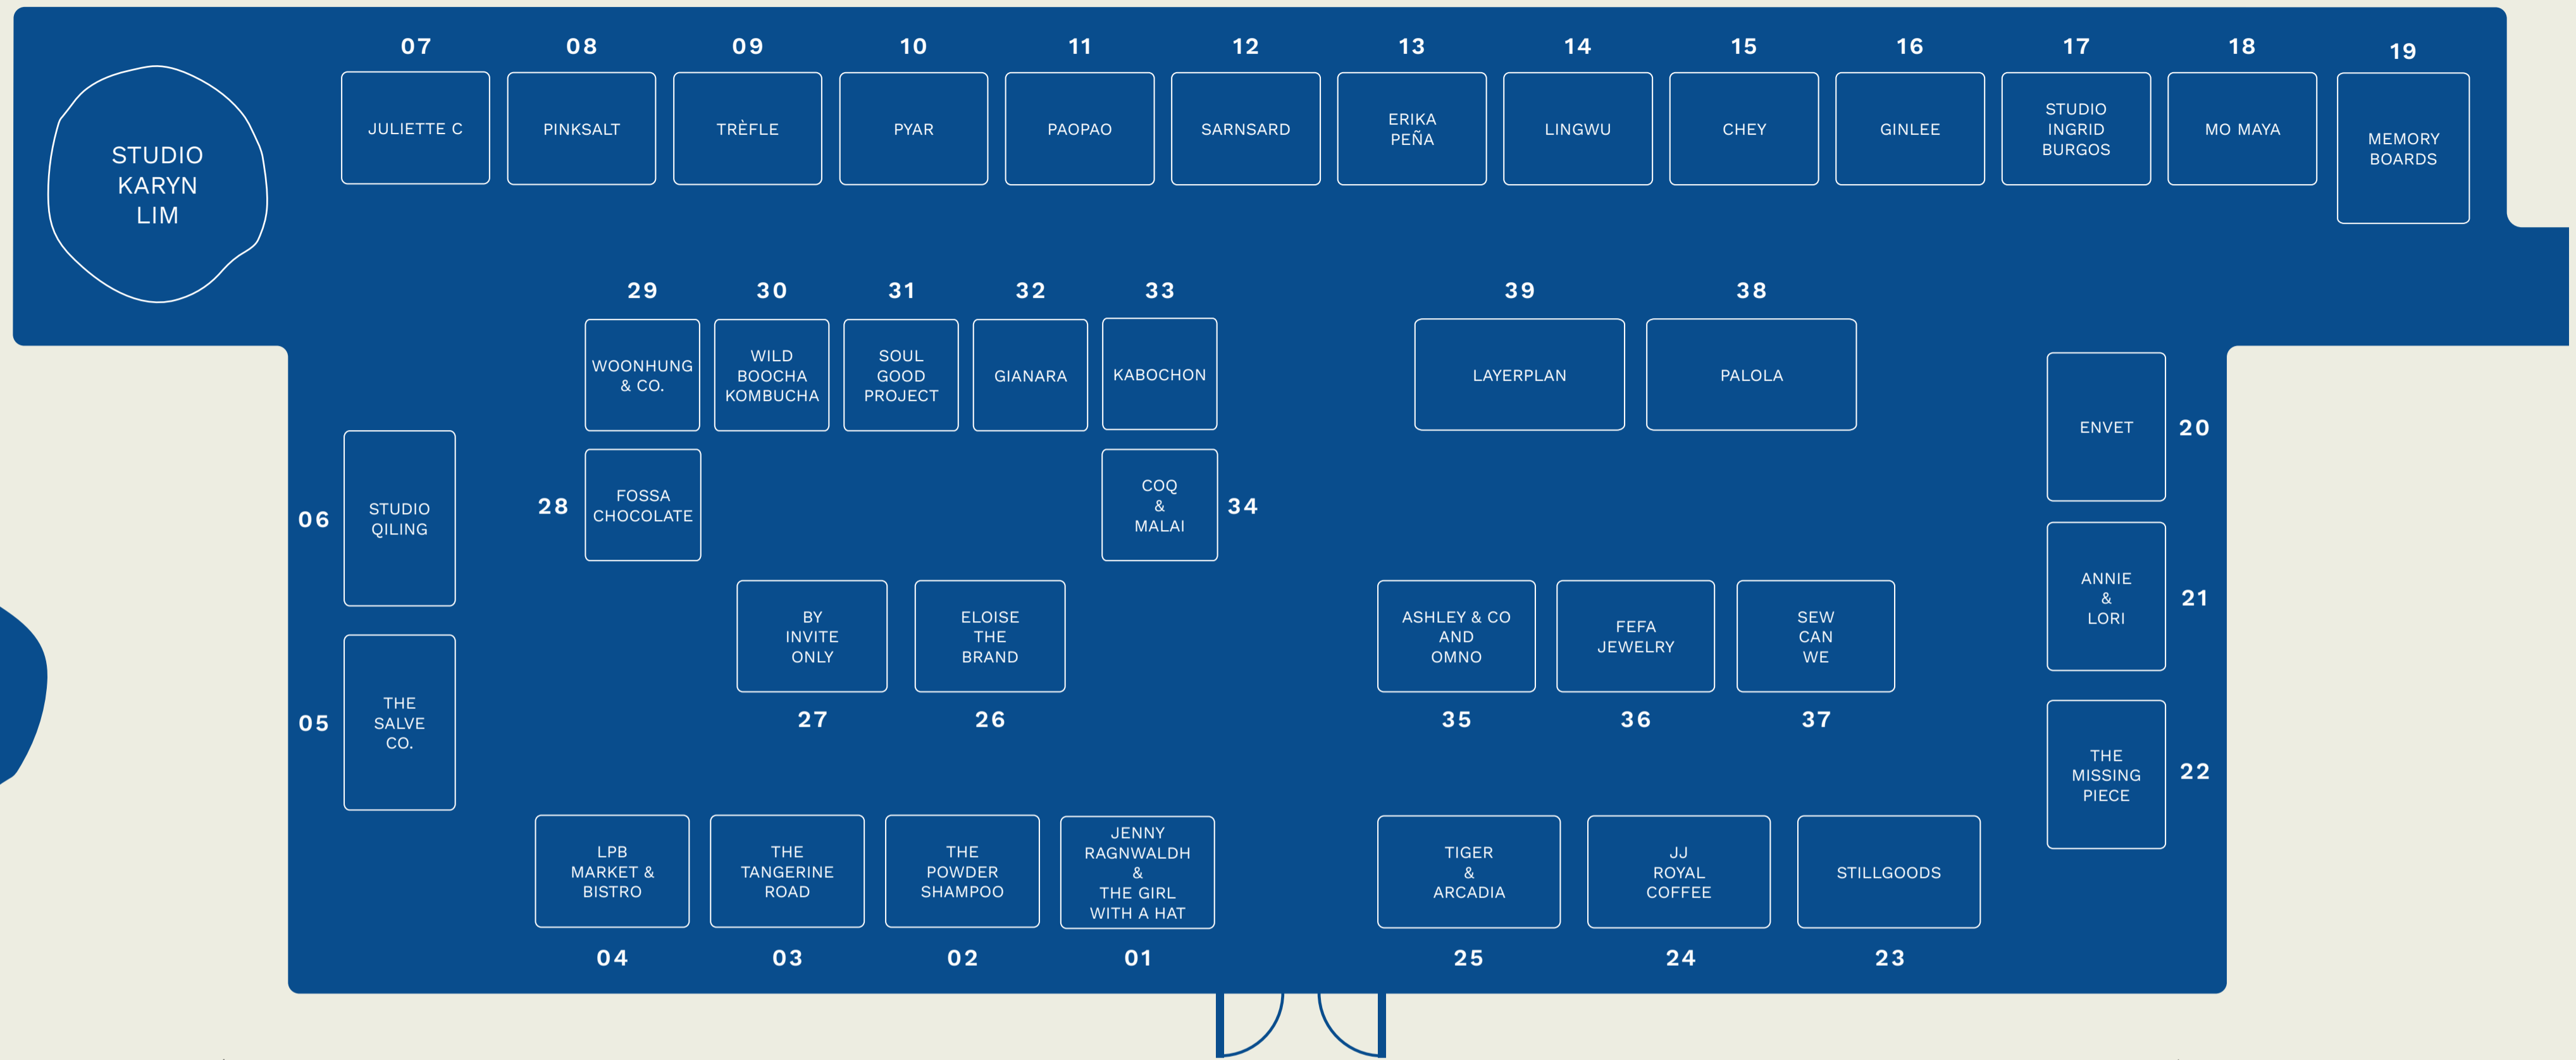 07
08
09
10
11
12
13
14
15
16
17
18
19
STUDIO
KARYN
LIM
JULIETTE C
PINKSALT
TRÈFLE
PYAR
PAOPAO
SARNSARD
ERIKA
PEÑA
LINGWU
CHEY
GINLEE
STUDIO
INGRID
BURGOS
MO MAYA
MEMORY
BOARDS
29
30
31
32
33
39
38
WOONHUNG
& CO.
WILD
BOOCHA
KOMBUCHA
SOUL
GOOD
PROJECT
GIANARA
KABOCHON
LAYERPLAN
PALOLA
ENVET
20
06
STUDIO
QILING
28
FOSSA
CHOCOLATE
COQ
&
MALAI
34
ANNIE
&
LORI
21
BY
INVITE
ONLY
27
ELOISE
THE
BRAND
26
ASHLEY & CO
AND
OMNO
35
FEFA
JEWELRY
36
SEW
CAN
WE
37
05
THE
SALVE
CO.
THE
MISSING
PIECE
22
LPB
MARKET &
BISTRO
04
THE
TANGERINE
ROAD
03
THE
POWDER
SHAMPOO
02
JENNY
RAGNWALDH
&
THE GIRL
WITH A HAT
01
TIGER
&
ARCADIA
25
JJ
ROYAL
COFFEE
24
STILLGOODS
23